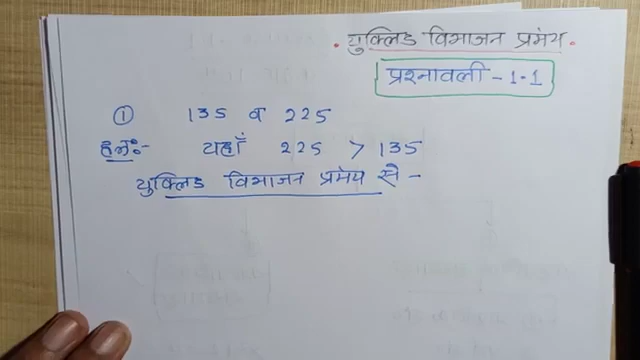 युक्लिड विभाजन प्रमेय
प्रश्नावली - 1.1
① 135 व 225
हल:- यहाँ 225 > 135
युक्लिड विभाजन प्रमेय से -